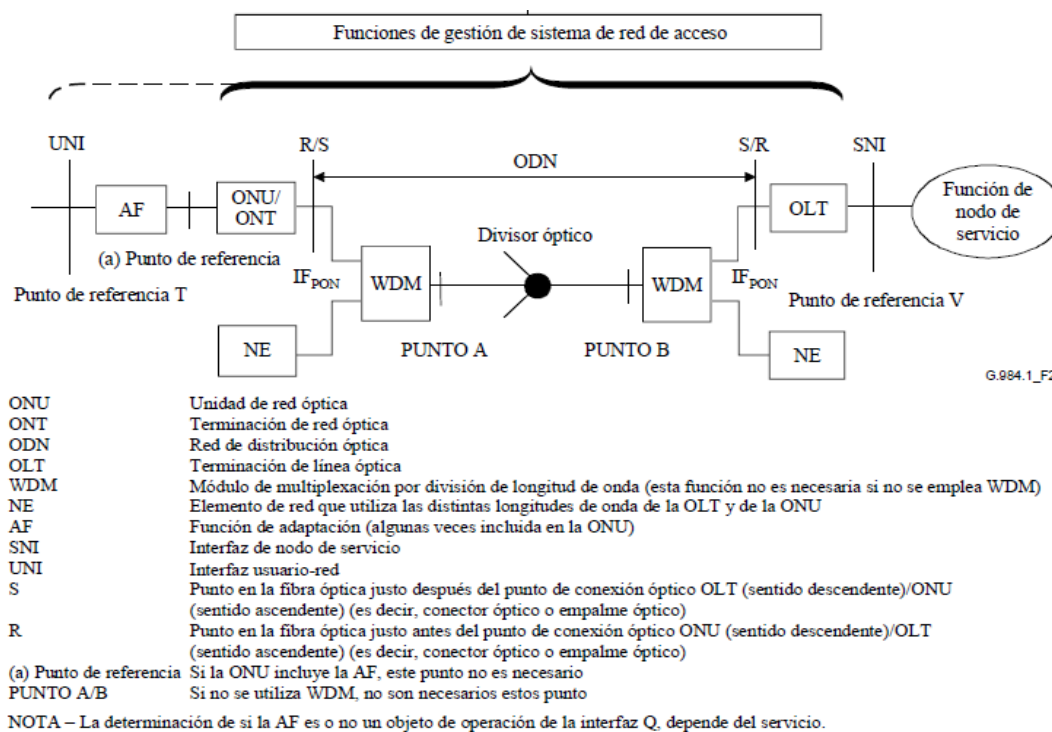 Funciones de gestión de sistema de red de acceso
UNI
R/S
ODN
S/R
SNI
AF
ONU/
ONT
OLT
Función de
nodo de
servicio
Divisor óptico
(a) Punto de referencia
Punto de referencia T
IFPON
WDM
WDM
IFPON
Punto de referencia V
NE
PUNTO A
PUNTO B
NE
G.984.1_F2
ONU Unidad de red óptica
ONT Terminación de red óptica
ODN Red de distribución óptica
OLT Terminación de línea óptica
WDM Módulo de multiplexación por división de longitud de onda (esta función no es necesaria si no se emplea WDM)
NE Elemento de red que utiliza las distintas longitudes de onda de la OLT y de la ONU
AF Función de adaptación (algunas veces incluida en la ONU)
SNI Interfaz de nodo de servicio
UNI Interfaz usuario-red
S Punto en la fibra óptica justo después del punto de conexión óptico OLT (sentido descendente)/ONU
(sentido ascendente) (es decir, conector óptico o empalme óptico)
R Punto en la fibra óptica justo antes del punto de conexión óptico ONU (sentido descendente)/OLT
(sentido ascendente) (es decir, conector óptico o empalme óptico)
(a) Punto de referencia Si la ONU incluye la AF, este punto no es necesario
PUNTO A/B Si no se utiliza WDM, no son necesarios estos punto
NOTA – La determinación de si la AF es o no un objeto de operación de la interfaz Q, depende del servicio.